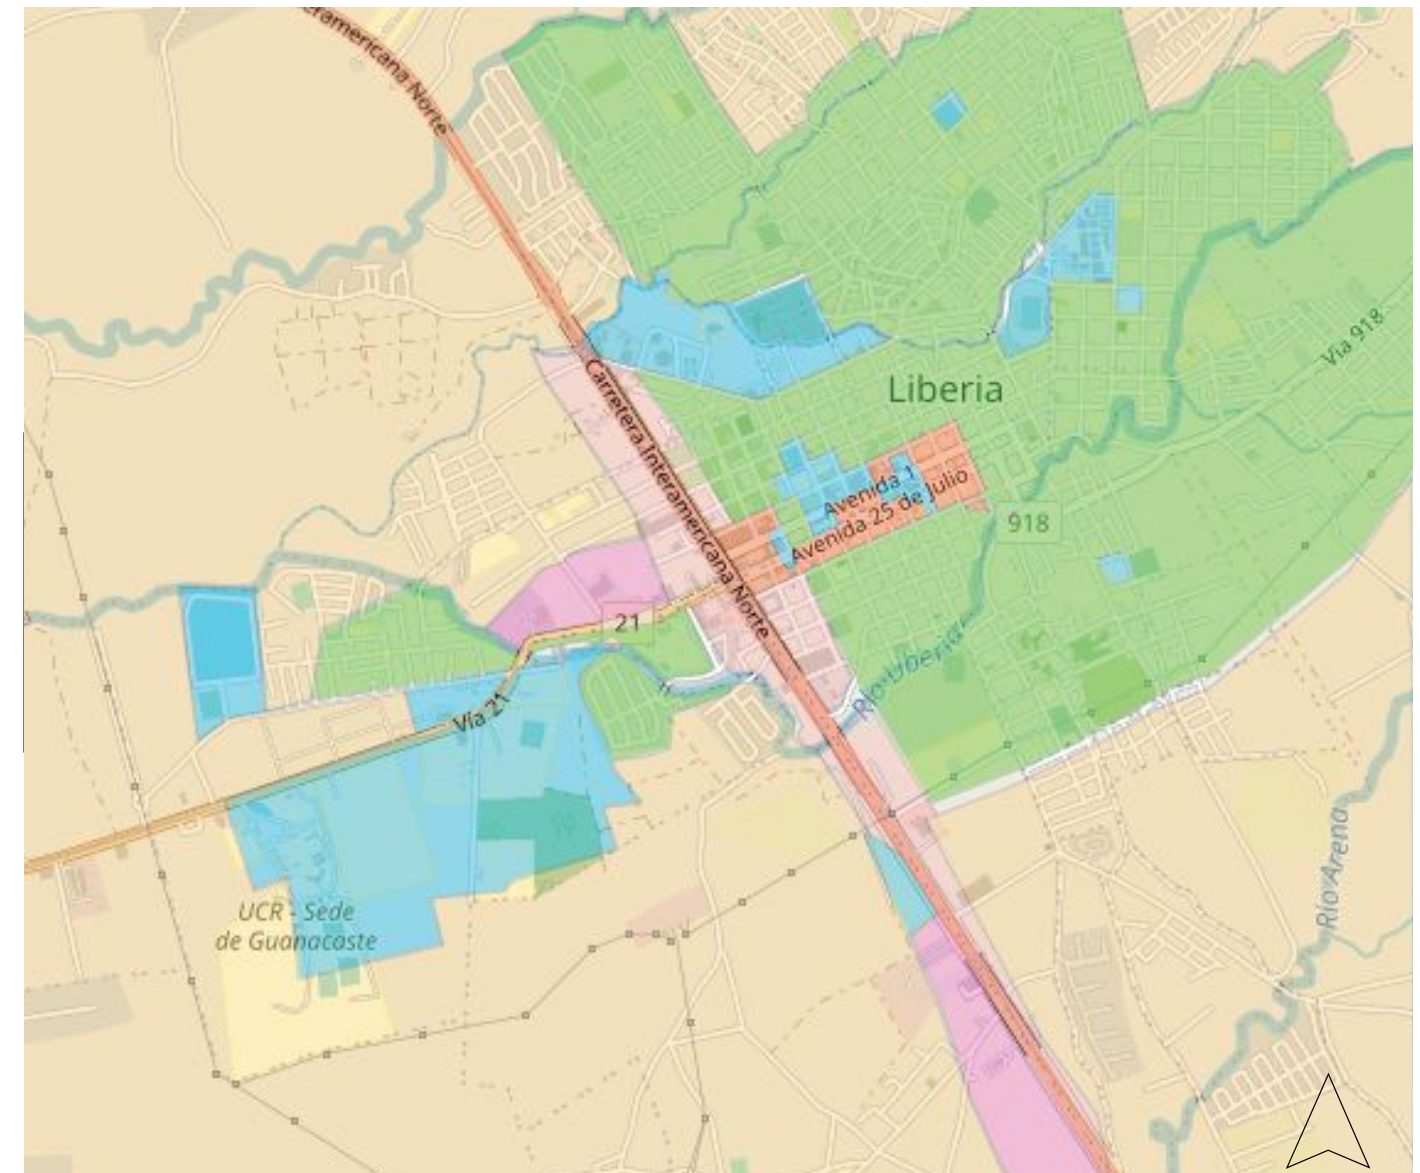 eramericana Norte
Vía 918
Carretera Interamericana Norte
Liberia
Avenida 1
Avenida 25 de Julio
918
21
Río Liberia
Vía 21
Río Arena
UCR - Sede
de Guanacaste